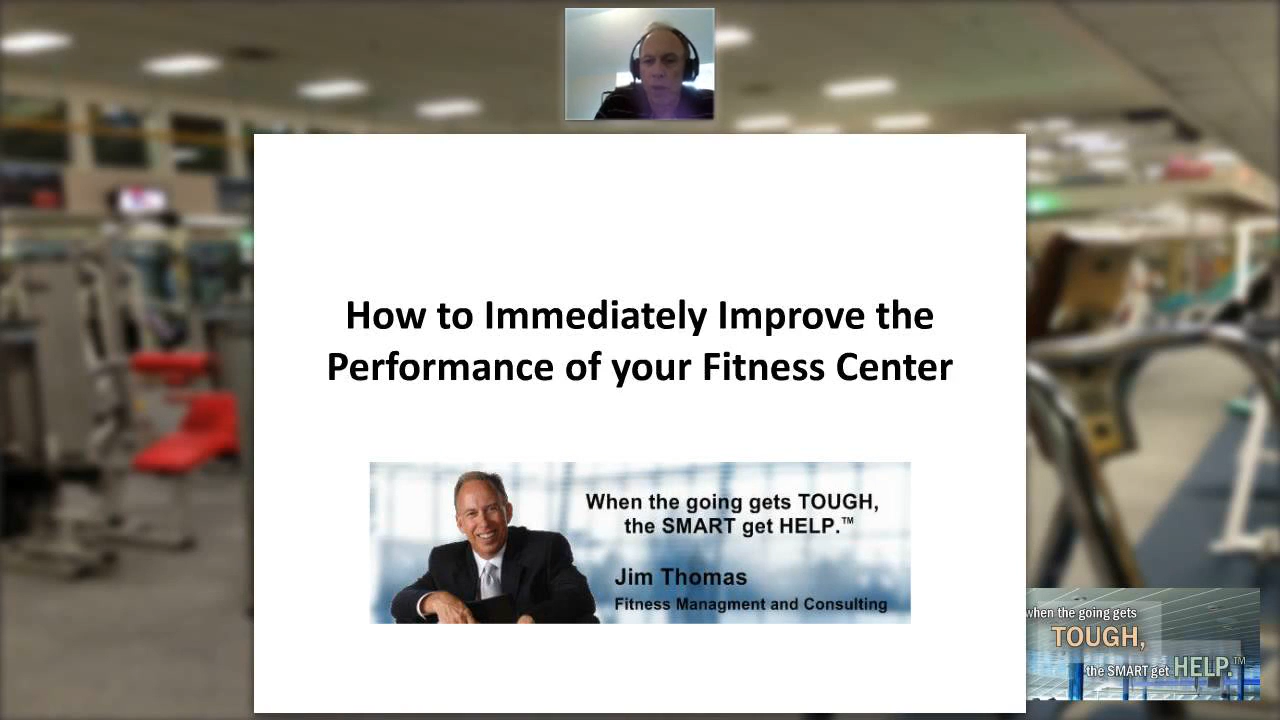 How to Immediately Improve the
Performance of your Fitness Center
When the going gets TOUGH,
the SMART get HELP.™
Jim Thomas
Fitness Managment and Consulting
when the going gets
TOUGH,
the SMART get HELP.™